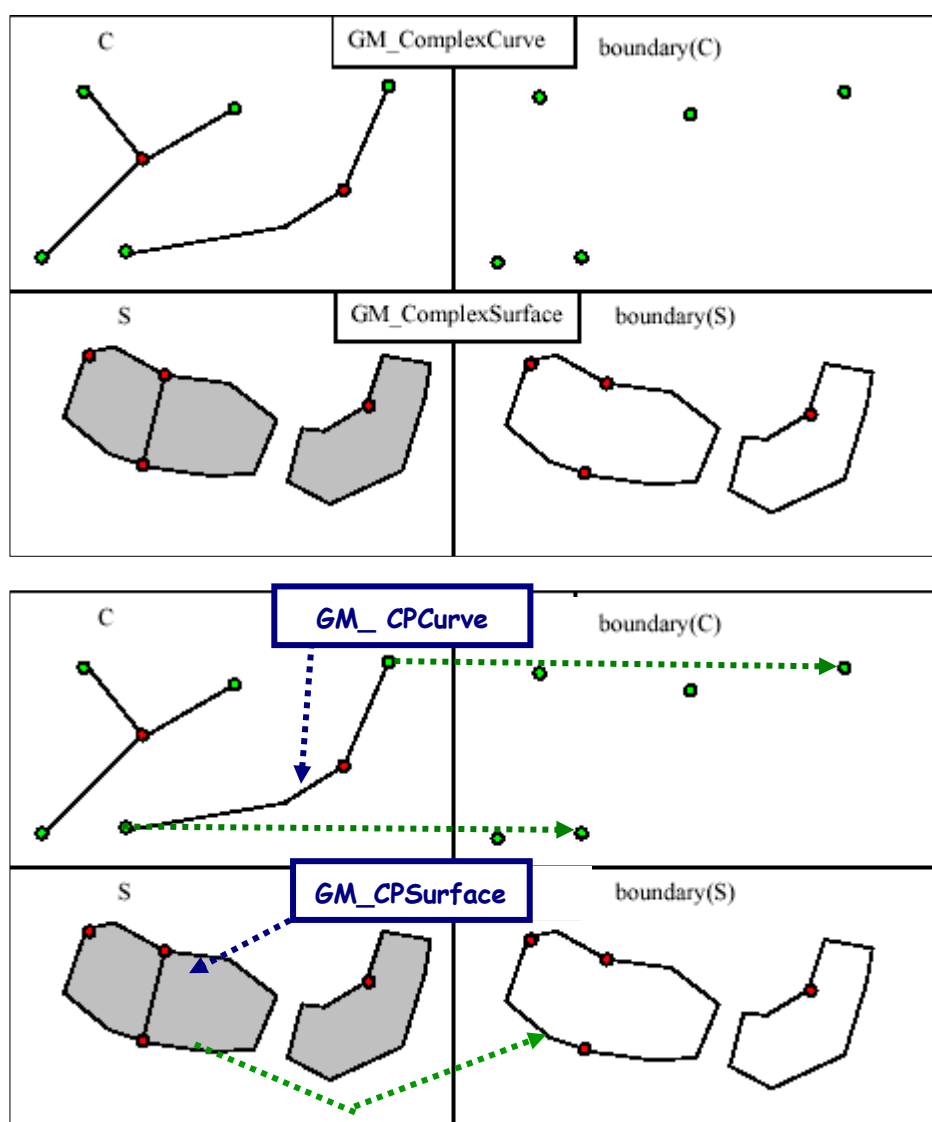 C
GM_ComplexCurve
boundary(C)
S
GM_ComplexSurface
boundary(S)
C
GM_ CPCurve
boundary(C)
S
GM_CPSurface
boundary(S)